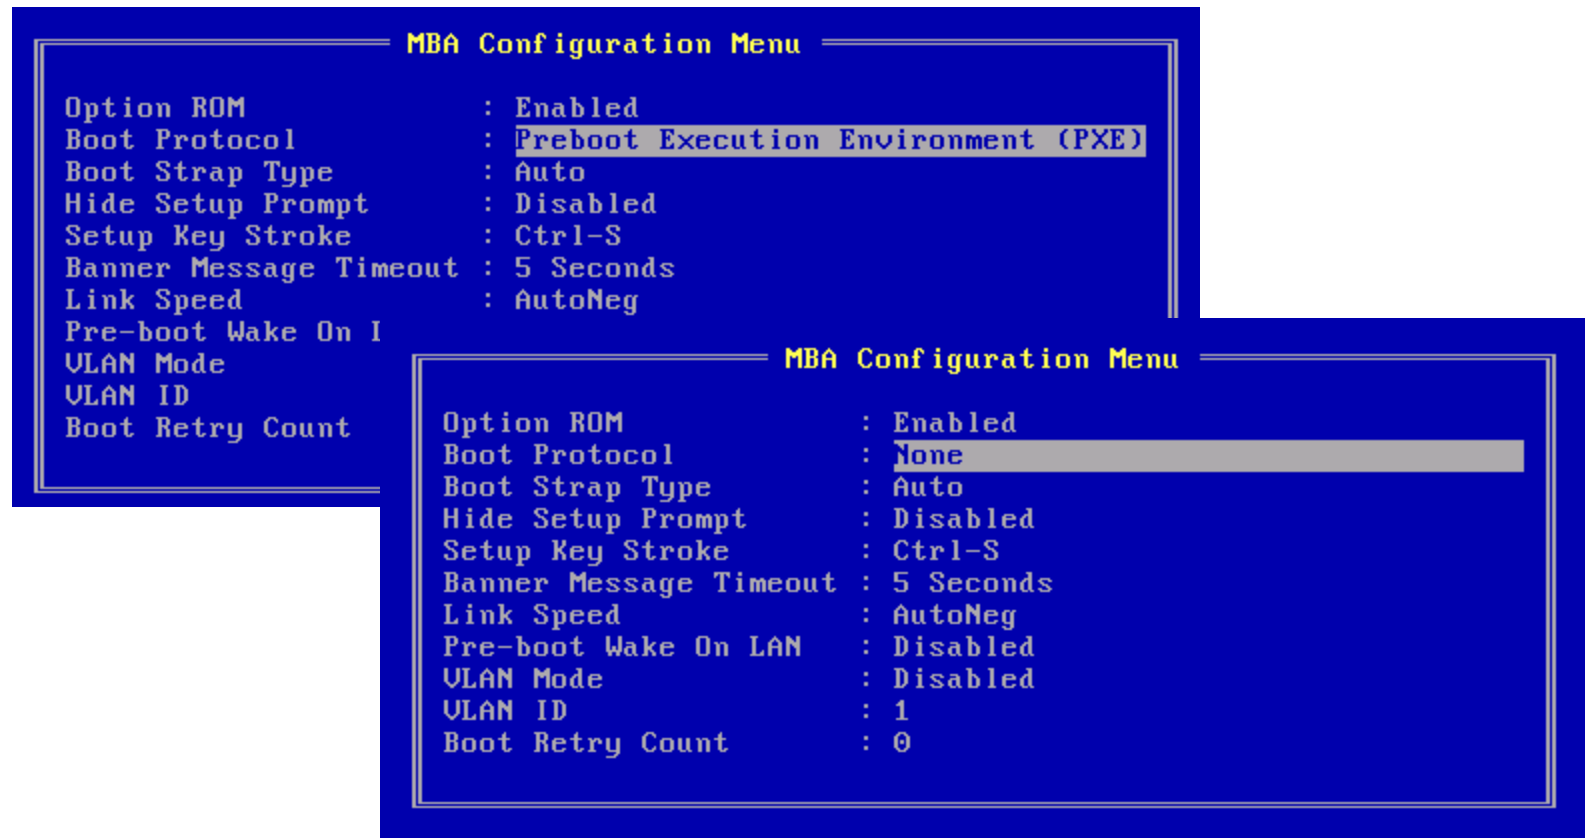 MBA Configuration Menu
Option ROM : Enabled
Boot Protocol : Preboot Execution Environment (PXE)
Boot Strap Type : Auto
Hide Setup Prompt : Disabled
Setup Key Stroke : Ctrl-S
Banner Message Timeout : 5 Seconds
Link Speed : AutoNeg
Pre-boot Wake On
VLAN Mode
VLAN ID
Boot Retry Count
MBA Configuration Menu
Option ROM : Enabled
Boot Protocol : None
Boot Strap Type : Auto
Hide Setup Prompt : Disabled
Setup Key Stroke : Ctrl-S
Banner Message Timeout : 5 Seconds
Link Speed : AutoNeg
Pre-boot Wake On LAN : Disabled
VLAN Mode : Disabled
VLAN ID : 1
Boot Retry Count : 0